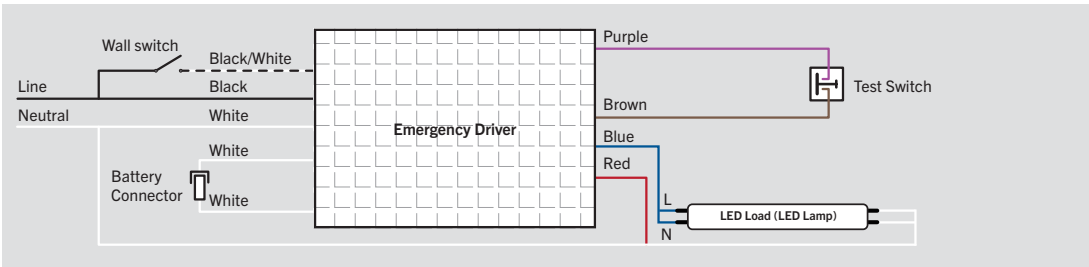 Wall switch
Black/White
Line
Black
Neutral
White
White
Battery
Connector
White
Emergency Driver
Purple
Test Switch
Brown
Blue
Red
L
LED Load (LED Lamp)
N